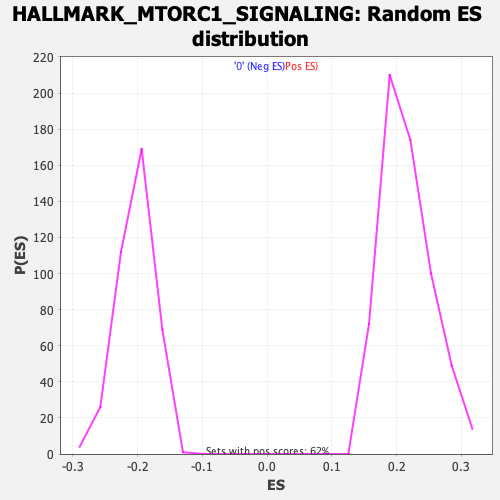 HALLMARK_MTORC1_SIGNALING: Random ES
distribution
'0' (Neg ES)Pos ES)
220
200
180
160
140
120
100
80
60
40
20
0
P(ES)
Sets with pos scores: 62%
-0.3 -0.2 -0.1 0.0 0.1 0.2 0.3
ES